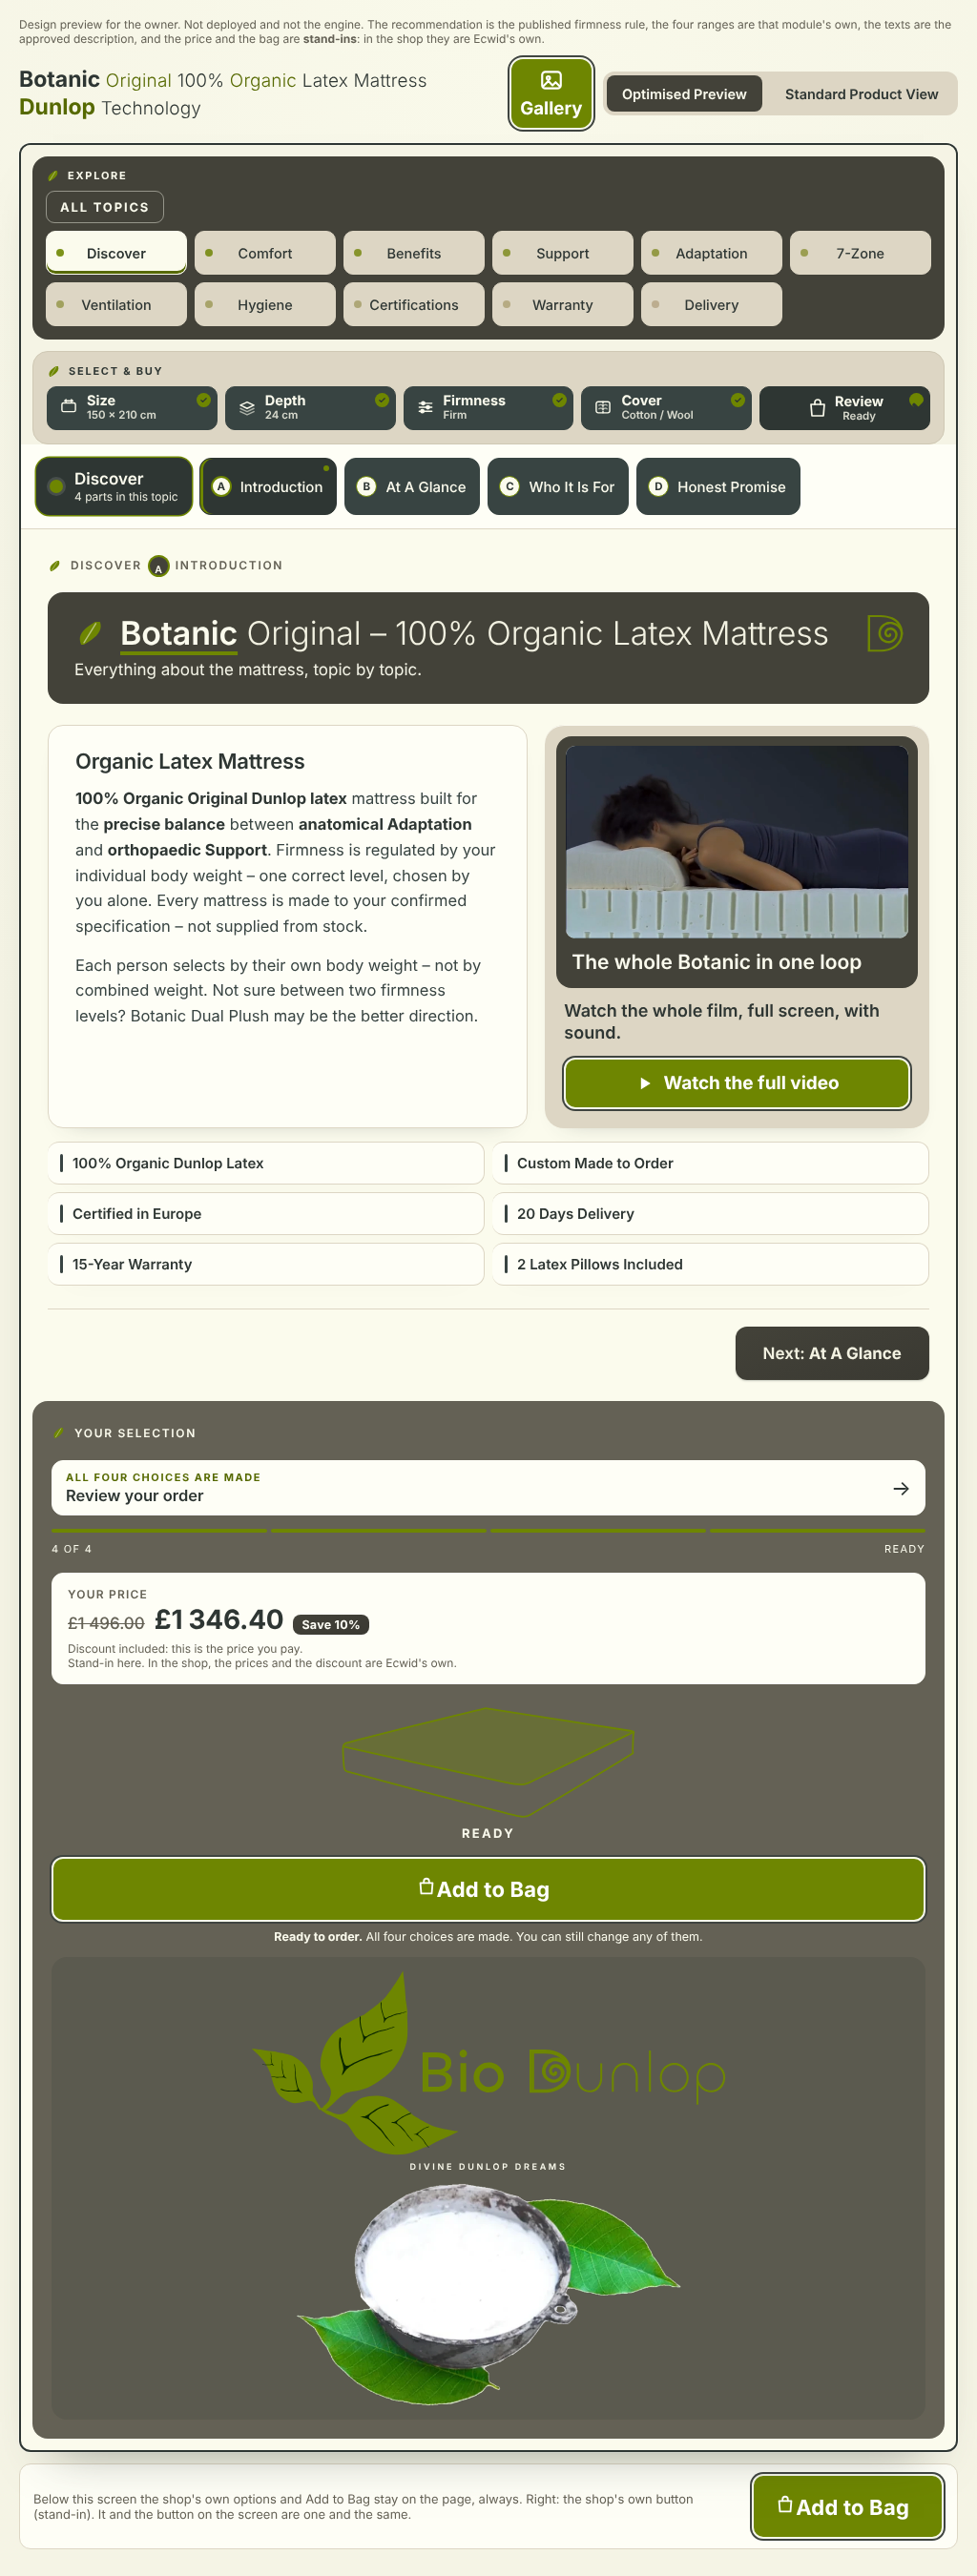 Design preview for the owner. Not deployed and not the engine. The recommendation is the published firmness rule, the four ranges are that module's own, the texts are the
approved description, and the price and the bag are stand-ins: in the shop they are Ecwid's own.
Botanic Original 100% Organic Latex Mattress
Dunlop Technology
Gallery
Optimised Preview
Standard Product View
EXPLORE
ALL TOPICS
Discover
Comfort
Benefits
Support
Adaptation
7-Zone
Ventilation
Hygiene
Certifications
Warranty
Delivery
SELECT & BUY
Size
150 × 210 cm
Depth
24 cm
Firmness
Firm
Cover
Cotton / Wool
Review
Ready
Discover
4 parts in this topic
A Introduction
B At A Glance
C Who It Is For
D Honest Promise
DISCOVER A INTRODUCTION
Botanic Original – 100% Organic Latex Mattress
Everything about the mattress, topic by topic.
Organic Latex Mattress
100% Organic Original Dunlop latex mattress built for
the precise balance between anatomical Adaptation
and orthopaedic Support. Firmness is regulated by your
individual body weight – one correct level, chosen by
you alone. Every mattress is made to your confirmed
specification – not supplied from stock.
Each person selects by their own body weight – not by
combined weight. Not sure between two firmness
levels? Botanic Dual Plush may be the better direction.
The whole Botanic in one loop
Watch the whole film, full screen, with
sound.
Watch the full video
100% Organic Dunlop Latex
Custom Made to Order
Certified in Europe
20 Days Delivery
15-Year Warranty
2 Latex Pillows Included
Next: At A Glance
YOUR SELECTION
ALL FOUR CHOICES ARE MADE
Review your order
4 OF 4
READY
YOUR PRICE
£1 496.00 £1 346.40 Save 10%
Discount included: this is the price you pay.
Stand-in here. In the shop, the prices and the discount are Ecwid's own.
READY
Add to Bag
Ready to order. All four choices are made. You can still change any of them.
Bio Dunlop
DIVINE DUNLOP DREAMS
Below this screen the shop's own options and Add to Bag stay on the page, always. Right: the shop's own button
(stand-in). It and the button on the screen are one and the same.
Add to Bag